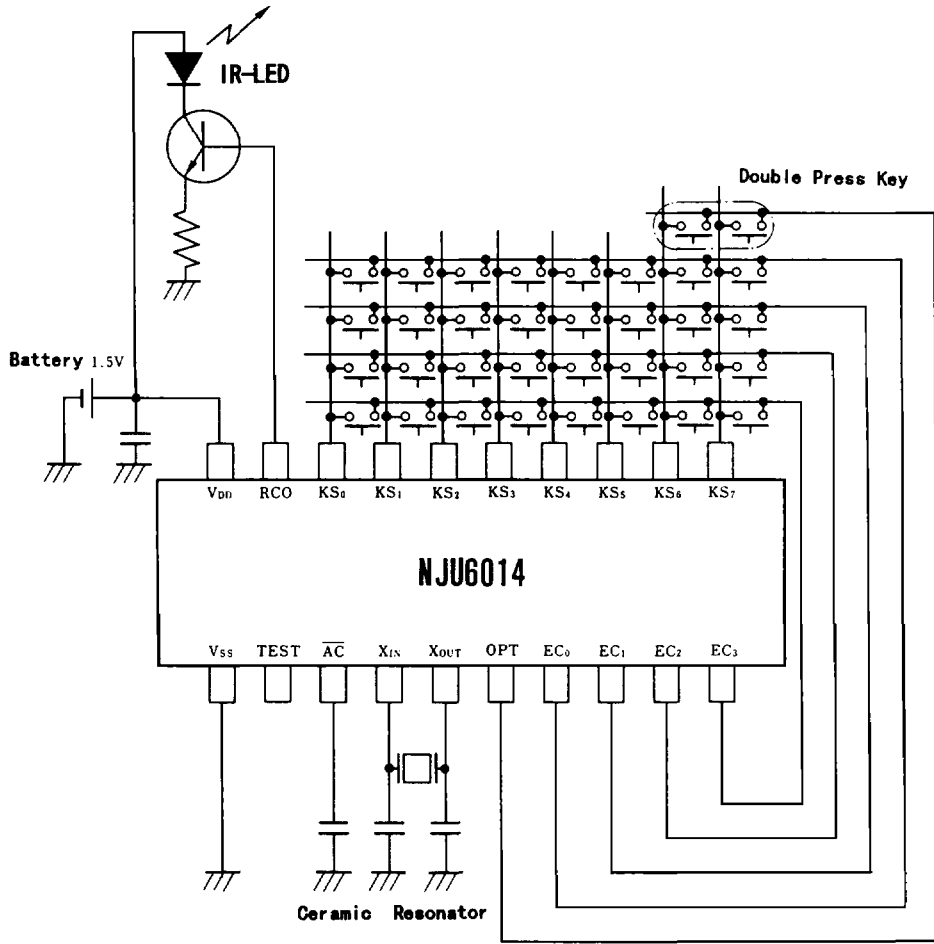 IR-LED
Double Press Key
Battery 1.5V
VDD RCO KS0 KS1 KS2 KS3 KS4 KS5 KS6 KS7
NJU6014
VSS TEST A̅C̅ XIN XOUT OPT EC0 EC1 EC2 EC3
Ceramic Resonator